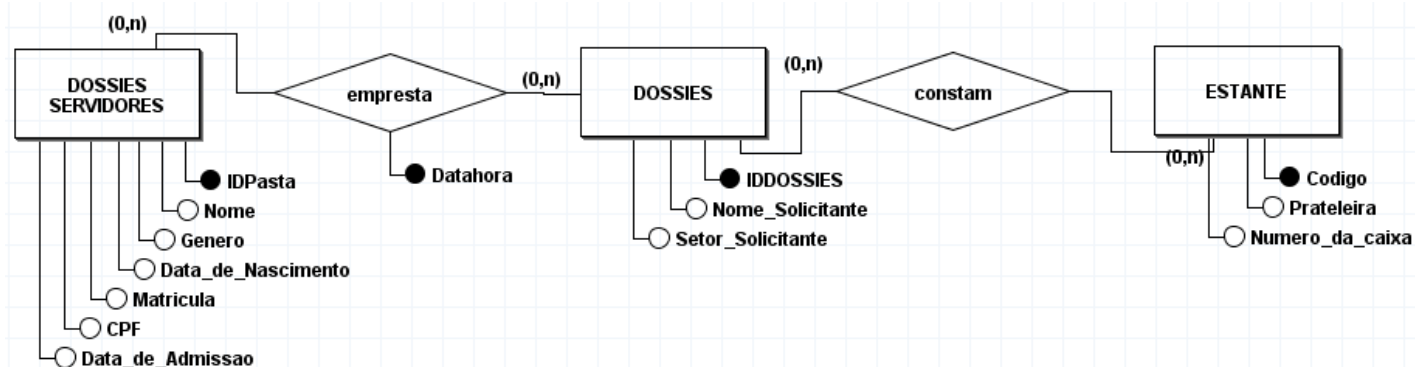 (0,n)
DOSSIES
SERVIDORES
empresta
(0,n)
DOSSIES
(0,n)
constam
ESTANTE
(0,n)
IDPasta
Nome
Genero
Data_de_Nascimento
Matricula
CPF
Data_de_Admissao
Datahora
IDDOSSIES
Nome_Solicitante
Setor_Solicitante
Codigo
Prateleira
Numero_da_caixa